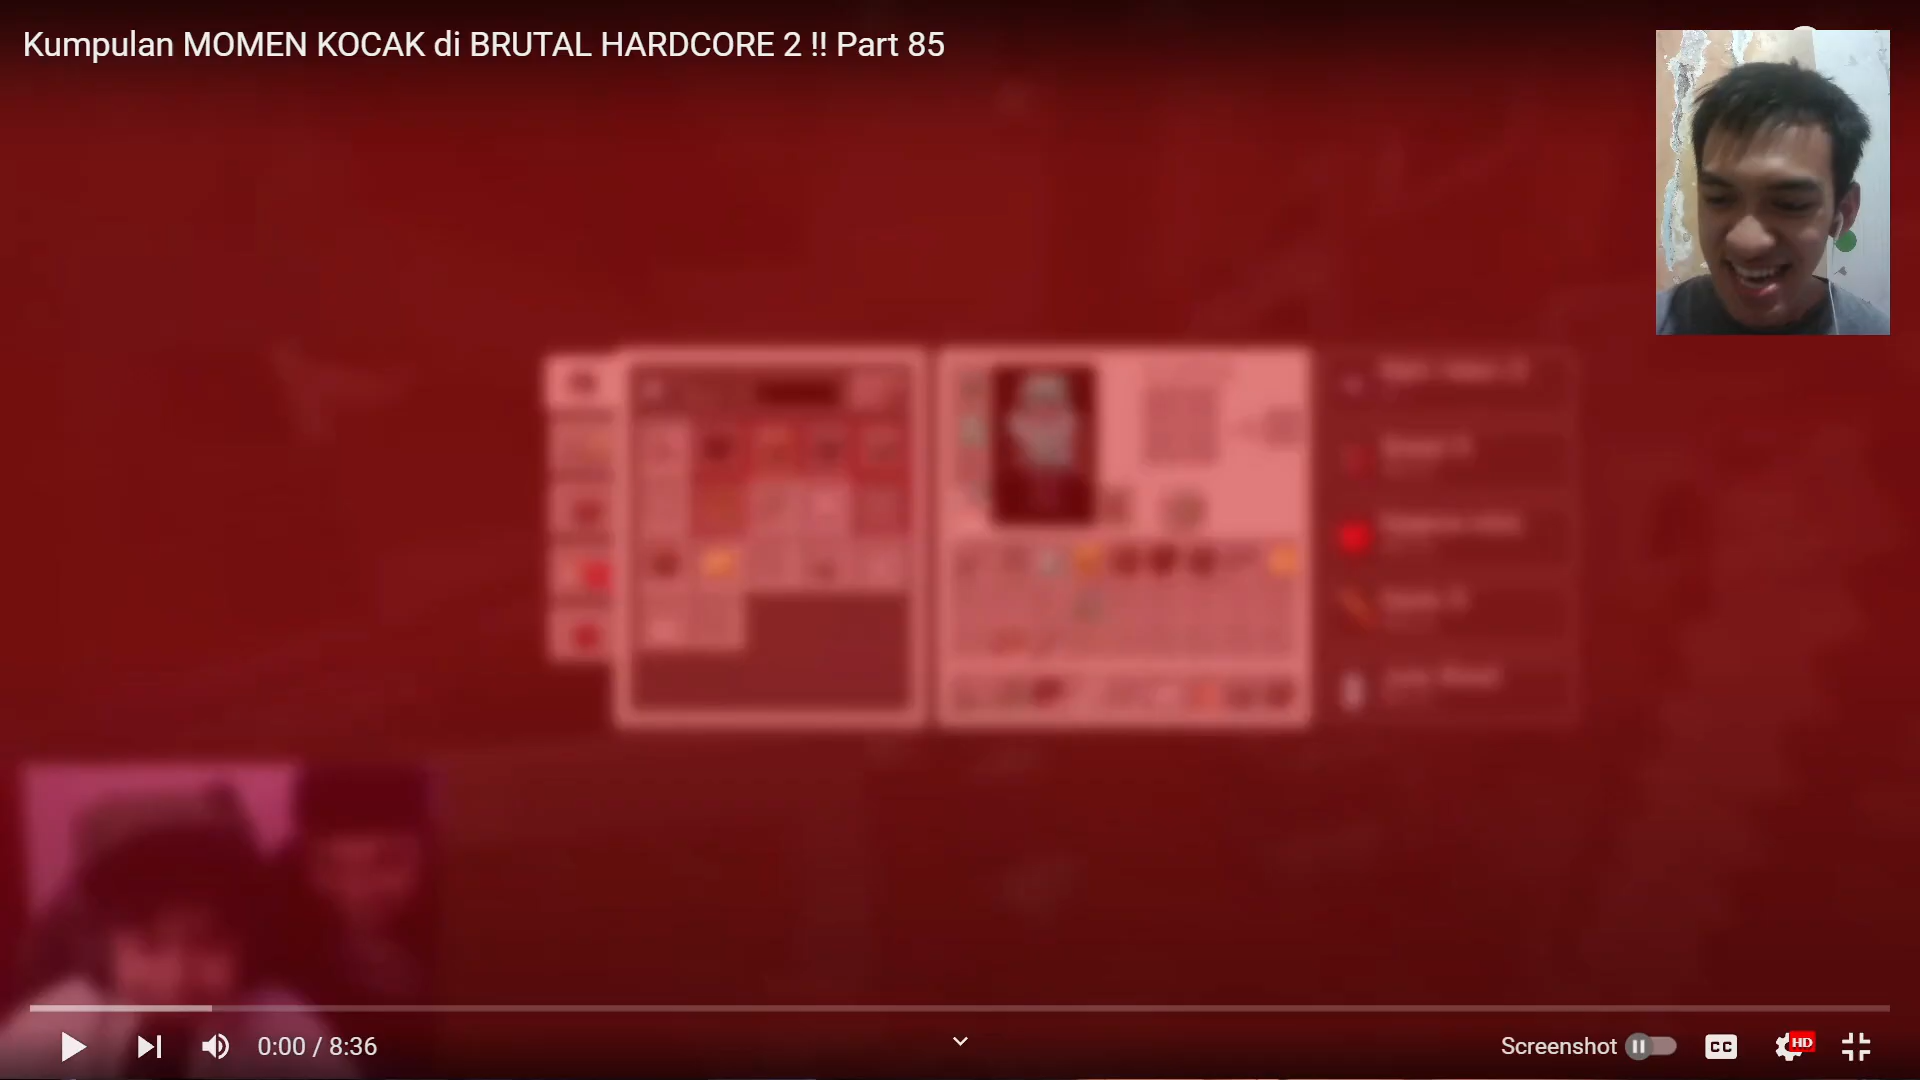 Kumpulan MOMEN KOCAK di BRUTAL HARDCORE 2 !! Part 85
0:00 / 8:36
Screenshot
CC
HD